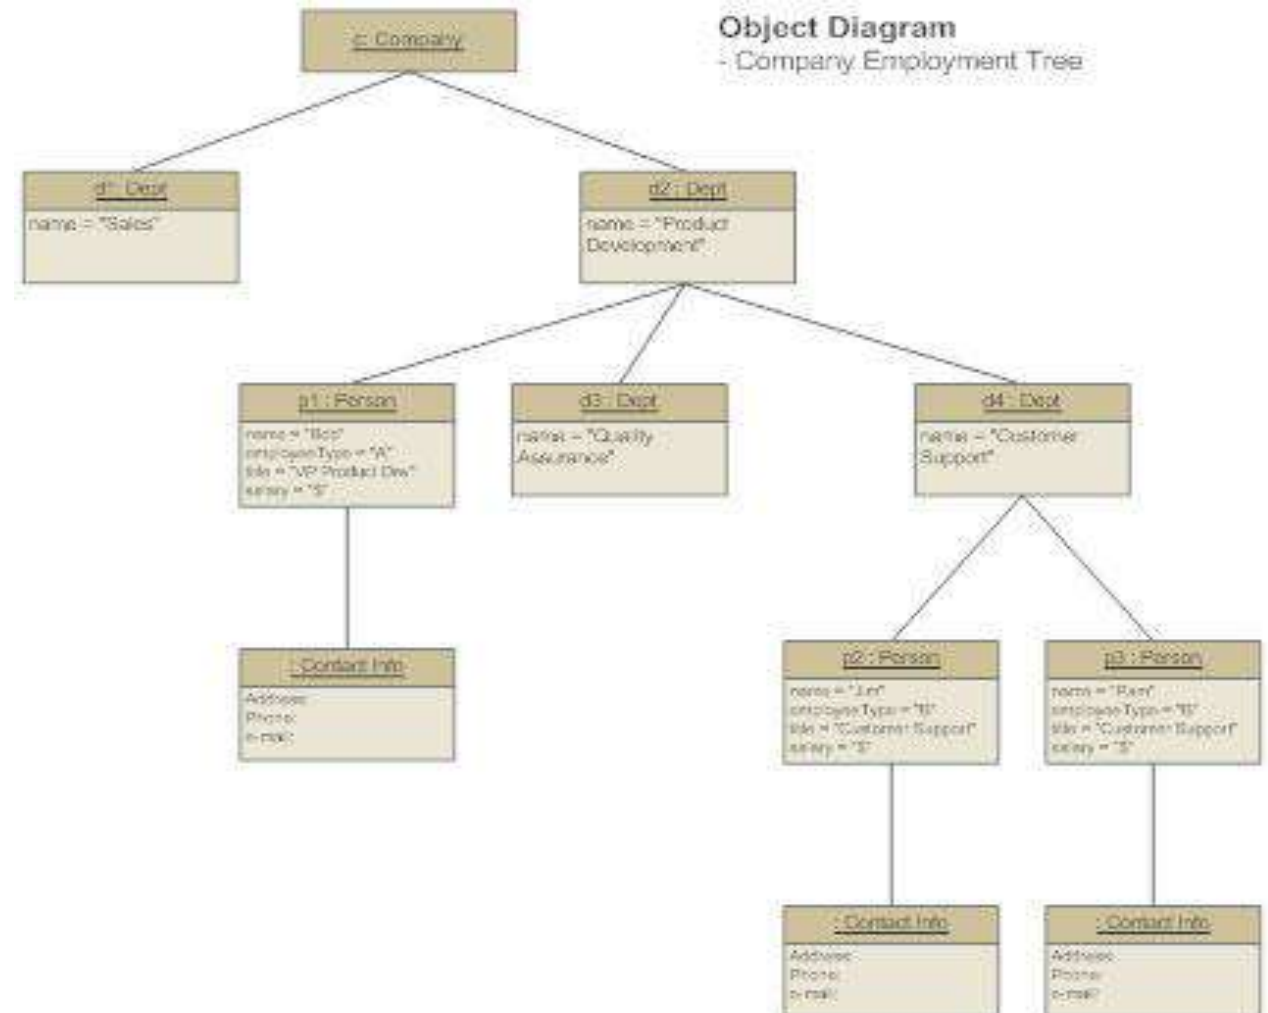 c: Company
Object Diagram
- Company Employment Tree
d1: Dept
name = "Sales"
d2 : Dept
name = "Product
Development"
p1 : Person
name = "Bob"
employeeType = "A"
title = "VP Product Dev"
salary = "$"
d3 : Dept
name = "Quality
Assurance"
d4 : Dept
name = "Customer
Support"
: Contact Info
Address:
Phone:
e-mail:
p2 : Person
name = "Jim"
employeeType = "B"
title = "Customer Support"
salary = "$"
p3 : Person
name =
employeeType = "B"
title = "Customer Support"
salary = "$"
: Contact Info
Address:
Phone:
e-mail:
: Contact Info
Address:
Phone:
e-mail: